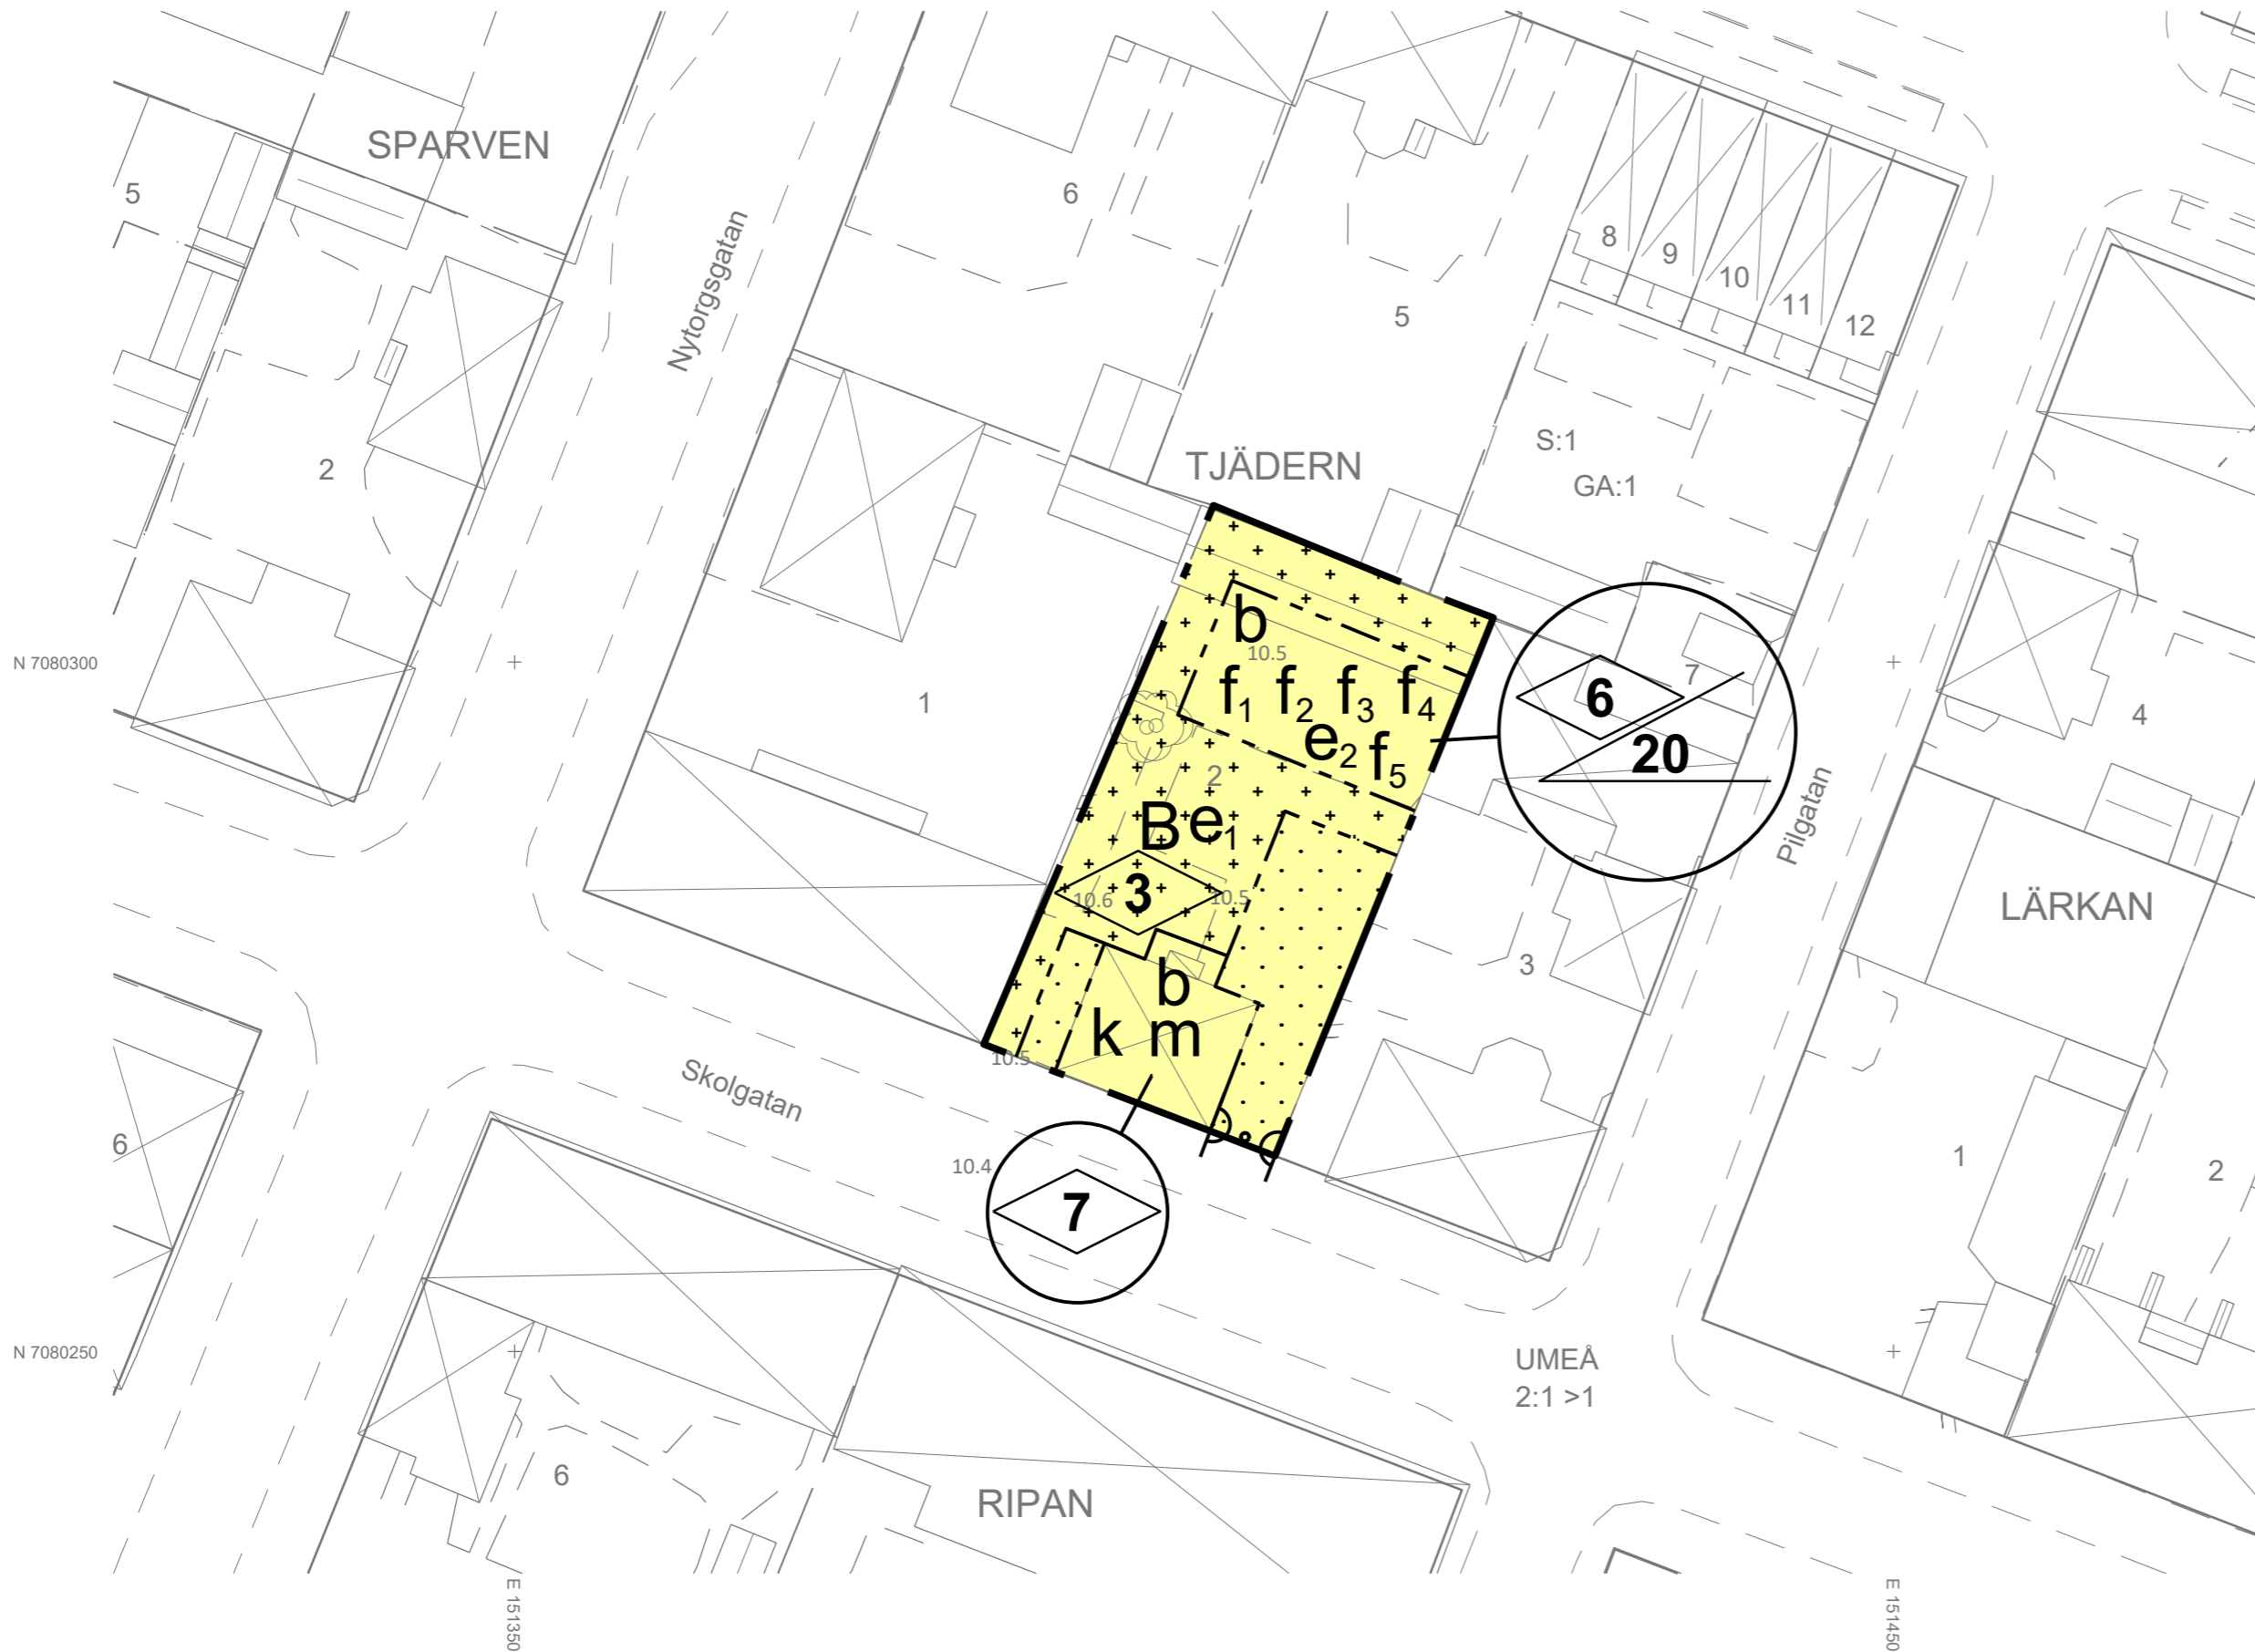 SPARVEN
5
6
Nytorgsgatan
8
9
10
11
12
5
2
TJÄDERN
S:1
GA:1
b
10.5
N 7080300
1
f1 f2 f3 f4
6
7
4
e2 f5
20
2
B e1
Pilgatan
3
10.6
10.5
LÄRKAN
3
b
k m
10.5
Skolgatan
6
10.4
7
1
2
N 7080250
UMEÅ
2:1 >1
6
RIPAN
E 151350
E 151450